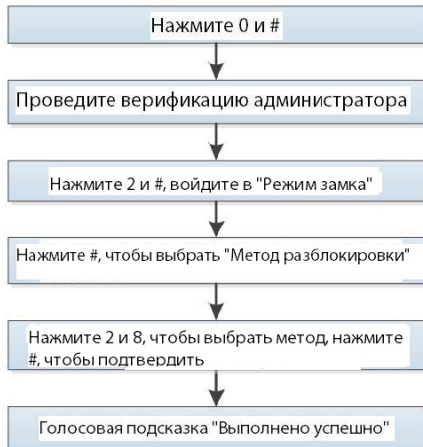 Нажмите 0 и #
Проведите верификацию администратора
Нажмите 2 и #, войдите в "Режим замка"
Нажмите #, чтобы выбрать "Метод разблокировки"
Нажмите 2 и 8, чтобы выбрать метод, нажмите
#, чтобы подтвердить
Голосовая подсказка "Выполнено успешно"